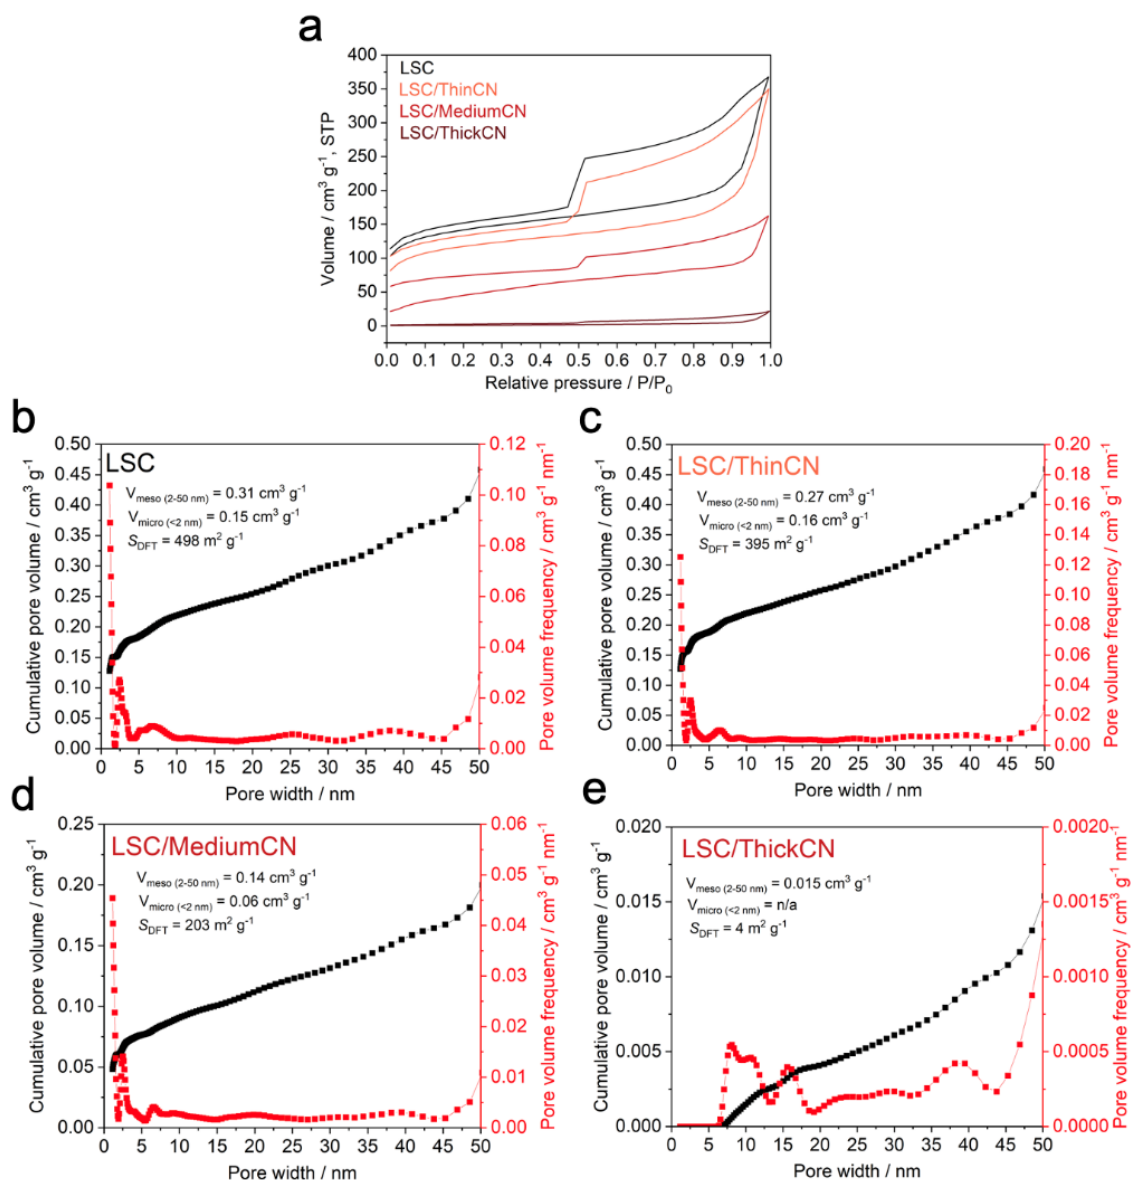 a
400
350
300
250
200
150
100
50
0
Volume / cm³ g⁻¹, STP
LSC
LSC/ThinCN
LSC/MediumCN
LSC/ThickCN
0.0 0.1 0.2 0.3 0.4 0.5 0.6 0.7 0.8 0.9 1.0
Relative pressure / P/P₀
b
0.50
0.45
0.40
0.35
0.30
0.25
0.20
0.15
0.10
0.05
0.00
Cumulative pore volume / cm³ g⁻¹
LSC
V meso (2-50 nm) = 0.31 cm³ g⁻¹
V micro (<2 nm) = 0.15 cm³ g⁻¹
S DFT = 498 m² g⁻¹
0.12
0.10
0.08
0.06
0.04
0.02
0.00
Pore volume frequency / cm³ g⁻¹ nm⁻¹
0 5 10 15 20 25 30 35 40 45 50
Pore width / nm
c
0.50
0.45
0.40
0.35
0.30
0.25
0.20
0.15
0.10
0.05
0.00
Cumulative pore volume / cm³ g⁻¹
LSC/ThinCN
V meso (2-50 nm) = 0.27 cm³ g⁻¹
V micro (<2 nm) = 0.16 cm³ g⁻¹
S DFT = 395 m² g⁻¹
0.20
0.18
0.16
0.14
0.12
0.10
0.08
0.06
0.04
0.02
0.00
Pore volume frequency / cm³ g⁻¹ nm⁻¹
0 5 10 15 20 25 30 35 40 45 50
Pore width / nm
d
0.25
0.20
0.15
0.10
0.05
0.00
Cumulative pore volume / cm³ g⁻¹
LSC/MediumCN
V meso (2-50 nm) = 0.14 cm³ g⁻¹
V micro (<2 nm) = 0.06 cm³ g⁻¹
S DFT = 203 m² g⁻¹
0.06
0.05
0.04
0.03
0.02
0.01
0.00
Pore volume frequency / cm³ g⁻¹ nm⁻¹
0 5 10 15 20 25 30 35 40 45 50
Pore width / nm
e
0.020
0.015
0.010
0.005
0.000
Cumulative pore volume / cm³ g⁻¹
LSC/ThickCN
V meso (2-50 nm) = 0.015 cm³ g⁻¹
V micro (<2 nm) = n/a
S DFT = 4 m² g⁻¹
0.0020
0.0015
0.0010
0.0005
0.0000
Pore volume frequency / cm³ g⁻¹ nm⁻¹
0 5 10 15 20 25 30 35 40 45 50
Pore width / nm